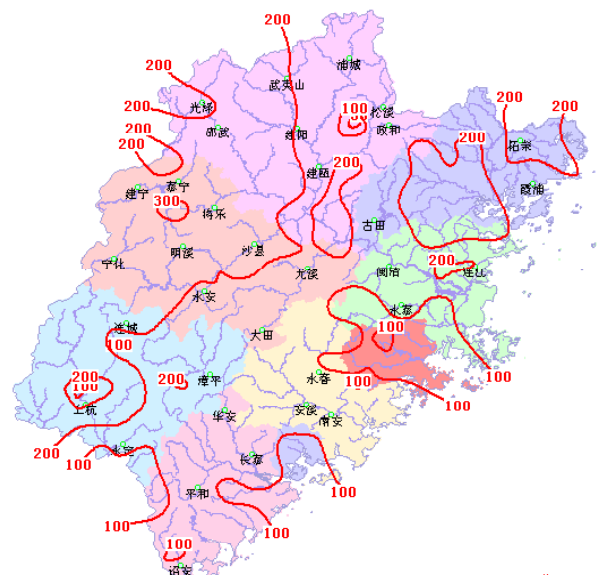 200
浦城
200
武夷山
200
光泽
100
松溪
200
邵武
建阳
政和
200
200
200
拓荣
200
建瓯
200
建宁
泰宁
霞浦
300
将乐
古田
明溪
沙县
宁化
尤溪
闽清
200
连江
永安
永泰
连城
大田
100
100
200
100
200
漳平
永春
100
100
上杭
华安
安溪
南安
100
200
100
永定
长泰
平和
100
100
100
100
诏安